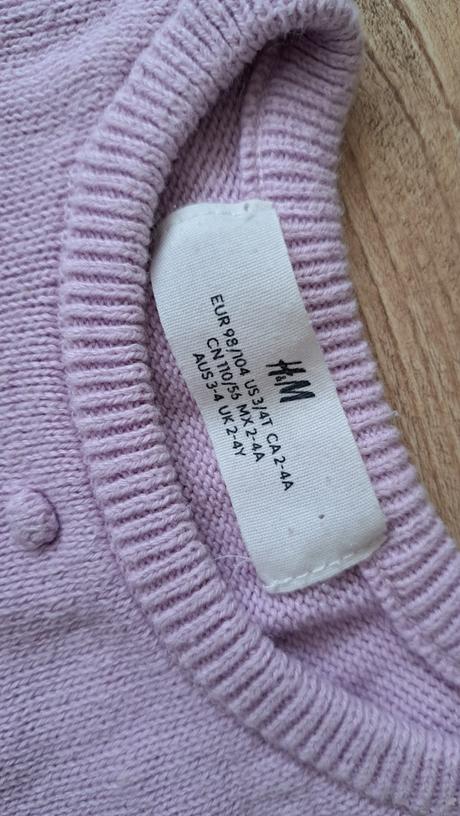 H&M
EUR 98/104 US 3/4T CA 2-4A
CN 110/56 MX 2-4A
AUS 3-4 UK 2-4Y